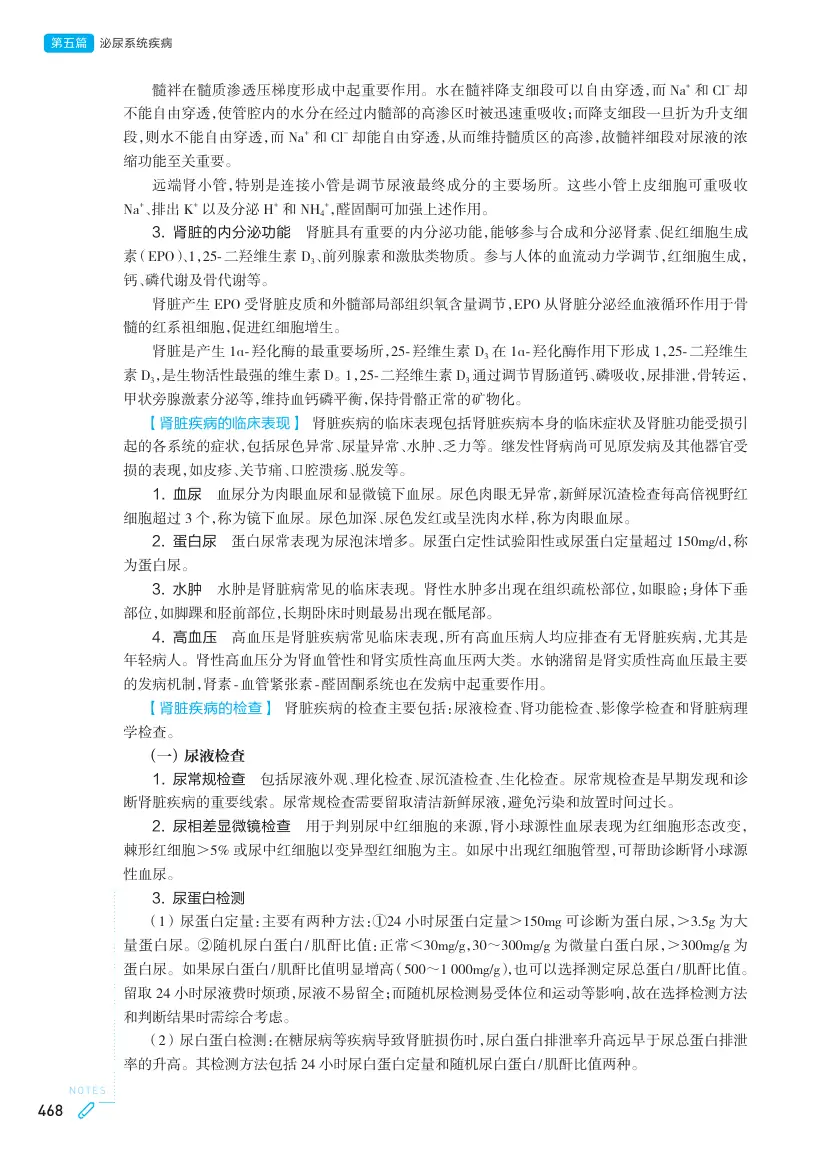 第五篇 泌尿系统疾病
髓袢在髓质渗透压梯度形成中起重要作用。水在髓袢降支细段可以自由穿透,而 Na⁺ 和 Cl⁻ 却
不能自由穿透,使管腔内的水分在经过内髓部的高渗区时被迅速重吸收;而降支细段一旦折为升支细
段,则水不能自由穿透,而 Na⁺ 和 Cl⁻ 却能自由穿透,从而维持髓质区的高渗,故髓袢细段对尿液的浓
缩功能至关重要。
远端肾小管,特别是连接小管是调节尿液最终成分的主要场所。这些小管上皮细胞可重吸收
Na⁺、排出 K⁺ 以及分泌 H⁺ 和 NH₄⁺,醛固酮可加强上述作用。
3. 肾脏的内分泌功能 肾脏具有重要的内分泌功能,能够参与合成和分泌肾素、促红细胞生成
素(EPO)、1,25-二羟维生素 D₃、前列腺素和激肽类物质。参与人体的血流动力学调节,红细胞生成,
钙、磷代谢及骨代谢等。
肾脏产生 EPO 受肾脏皮质和外髓部局部组织氧含量调节,EPO 从肾脏分泌经血液循环作用于骨
髓的红系祖细胞,促进红细胞增生。
肾脏是产生 1α-羟化酶的最重要场所,25-羟维生素 D₃ 在 1α-羟化酶作用下形成 1,25-二羟维生
素 D₃,是生物活性最强的维生素 D。1,25-二羟维生素 D₃ 通过调节胃肠道钙、磷吸收,尿排泄,骨转运,
甲状旁腺激素分泌等,维持血钙磷平衡,保持骨骼正常的矿物化。
【肾脏疾病的临床表现】 肾脏疾病的临床表现包括肾脏疾病本身的临床症状及肾脏功能受损引
起的各系统的症状,包括尿色异常、尿量异常、水肿、乏力等。继发性肾病尚可见原发病及其他器官受
损的表现,如皮疹、关节痛、口腔溃疡、脱发等。
1. 血尿 血尿分为肉眼血尿和显微镜下血尿。尿色肉眼无异常,新鲜尿沉渣检查每高倍视野红
细胞超过 3 个,称为镜下血尿。尿色加深、尿色发红或呈洗肉水样,称为肉眼血尿。
2. 蛋白尿 蛋白尿常表现为尿泡沫增多。尿蛋白定性试验阳性或尿蛋白定量超过 150mg/d,称
为蛋白尿。
3. 水肿 水肿是肾脏病常见的临床表现。肾性水肿多出现在组织疏松部位,如眼睑;身体下垂
部位,如脚踝和胫前部位,长期卧床时则最易出现在骶尾部。
4. 高血压 高血压是肾脏疾病常见临床表现,所有高血压病人均应排查有无肾脏疾病,尤其是
年轻病人。肾性高血压分为肾血管性和肾实质性高血压两大类。水钠潴留是肾实质性高血压最主要
的发病机制,肾素-血管紧张素-醛固酮系统也在发病中起重要作用。
【肾脏疾病的检查】 肾脏疾病的检查主要包括:尿液检查、肾功能检查、影像学检查和肾脏病理
学检查。
(一)尿液检查
1. 尿常规检查 包括尿液外观、理化检查、尿沉渣检查、生化检查。尿常规检查是早期发现和诊
断肾脏疾病的重要线索。尿常规检查需要留取清洁新鲜尿液,避免污染和放置时间过长。
2. 尿相差显微镜检查 用于判别尿中红细胞的来源,肾小球源性血尿表现为红细胞形态改变,
棘形红细胞>5% 或尿中红细胞以变异型红细胞为主。如尿中出现红细胞管型,可帮助诊断肾小球源
性血尿。
3. 尿蛋白检测
(1)尿蛋白定量:主要有两种方法:①24 小时尿蛋白定量>150mg 可诊断为蛋白尿,>3.5g 为大
量蛋白尿。②随机尿白蛋白/肌酐比值:正常<30mg/g,30~300mg/g 为微量白蛋白尿,>300mg/g 为
蛋白尿。如果尿白蛋白/肌酐比值明显增高(500~1 000mg/g),也可以选择测定尿总蛋白/肌酐比值。
留取 24 小时尿液费时烦琐,尿液不易留全;而随机尿检测易受体位和运动等影响,故在选择检测方法
和判断结果时需综合考虑。
(2)尿白蛋白检测:在糖尿病等疾病导致肾脏损伤时,尿白蛋白排泄率升高远早于尿总蛋白排泄
率的升高。其检测方法包括 24 小时尿白蛋白定量和随机尿白蛋白/肌酐比值两种。
NOTES
468